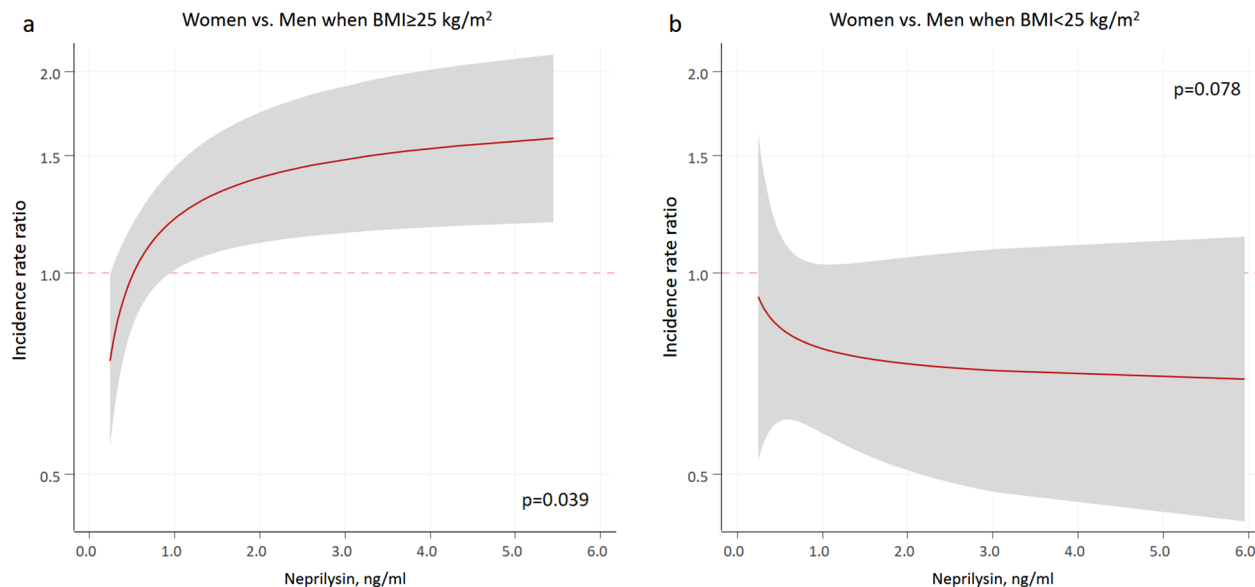 a
Women vs. Men when BMI≥25 kg/m²
2.0
1.5
1.0
0.5
Incidence rate ratio
p=0.039
0.0 1.0 2.0 3.0 4.0 5.0 6.0
Neprilysin, ng/ml
b
Women vs. Men when BMI<25 kg/m²
2.0
1.5
1.0
0.5
Incidence rate ratio
p=0.078
0.0 1.0 2.0 3.0 4.0 5.0 6.0
Neprilysin, ng/ml